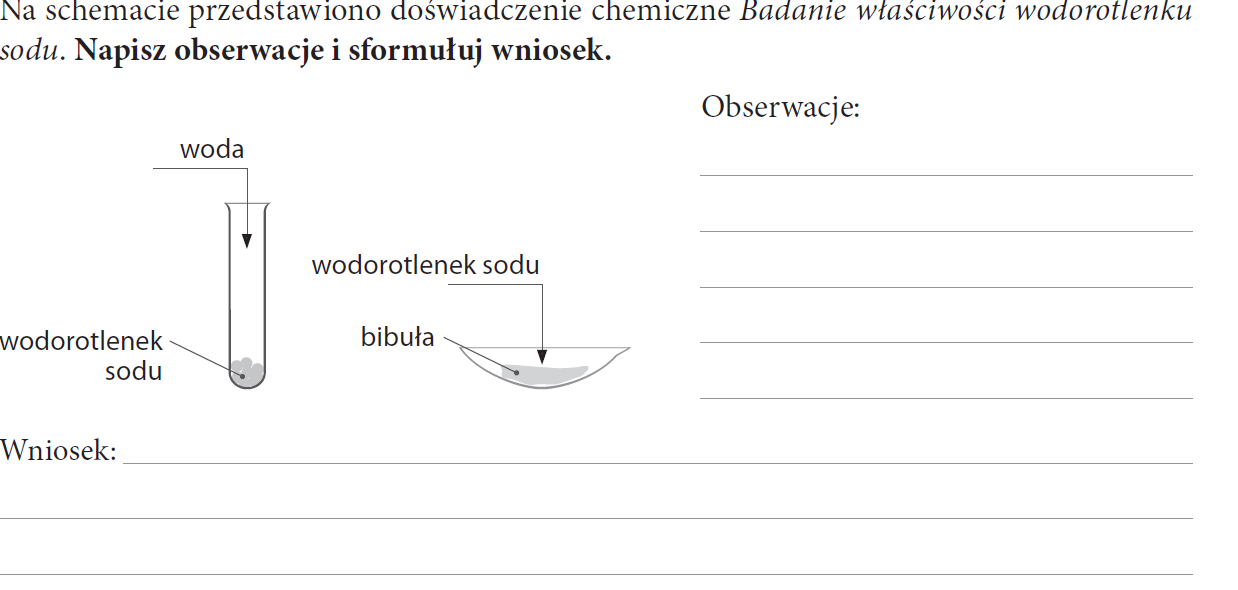 Na schemacie przedstawiono doświadczenie chemiczne Badanie właściwości wodorotlenku
sodu. Napisz obserwacje i sformułuj wniosek.
Obserwacje:
woda
wodorotlenek sodu
bibuła
wodorotlenek
sodu
Wniosek: